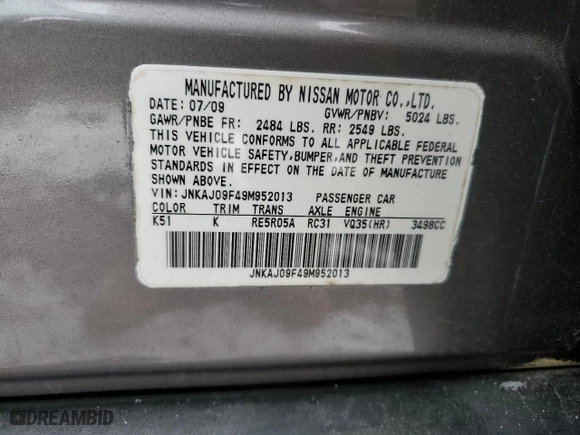 MANUFACTURED BY NISSAN MOTOR CO.,LTD.
DATE: 07/09 GVWR/PNBV: 5024 LBS.
GAWR/PNBE FR: 2484 LBS. RR: 2549 LBS.
THIS VEHICLE CONFORMS TO ALL APPLICABLE FEDERAL
MOTOR VEHICLE SAFETY,BUMPER,AND THEFT PREVENTION
STANDARDS IN EFFECT ON THE DATE OF MANUFACTURE
SHOWN ABOVE.
VIN:JNKAJ09F49M952013 PASSENGER CAR
COLOR TRIM TRANS AXLE ENGINE
K51 K RE5R05A RC31 VQ35(HR) 3498CC
JNKAJ09F49M952013
DREAMBID